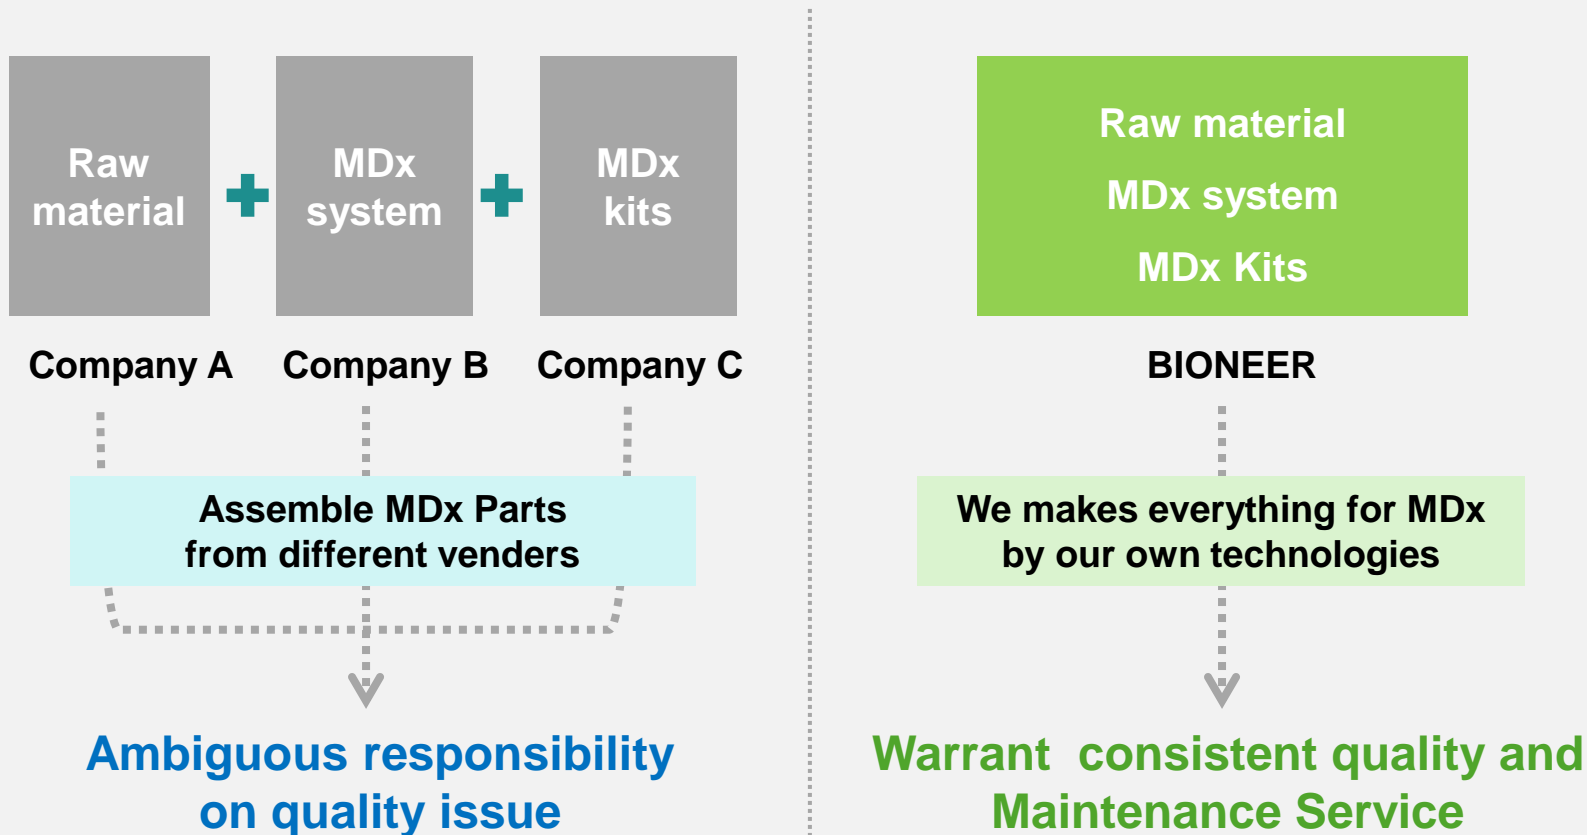 Raw
material
MDx
system
MDx
kits
Company A
Company B
Company C
Assemble MDx Parts
from different venders
Ambiguous responsibility
on quality issue
Raw material
MDx system
MDx Kits
BIONEER
We makes everything for MDx
by our own technologies
Warrant  consistent quality and
Maintenance Service